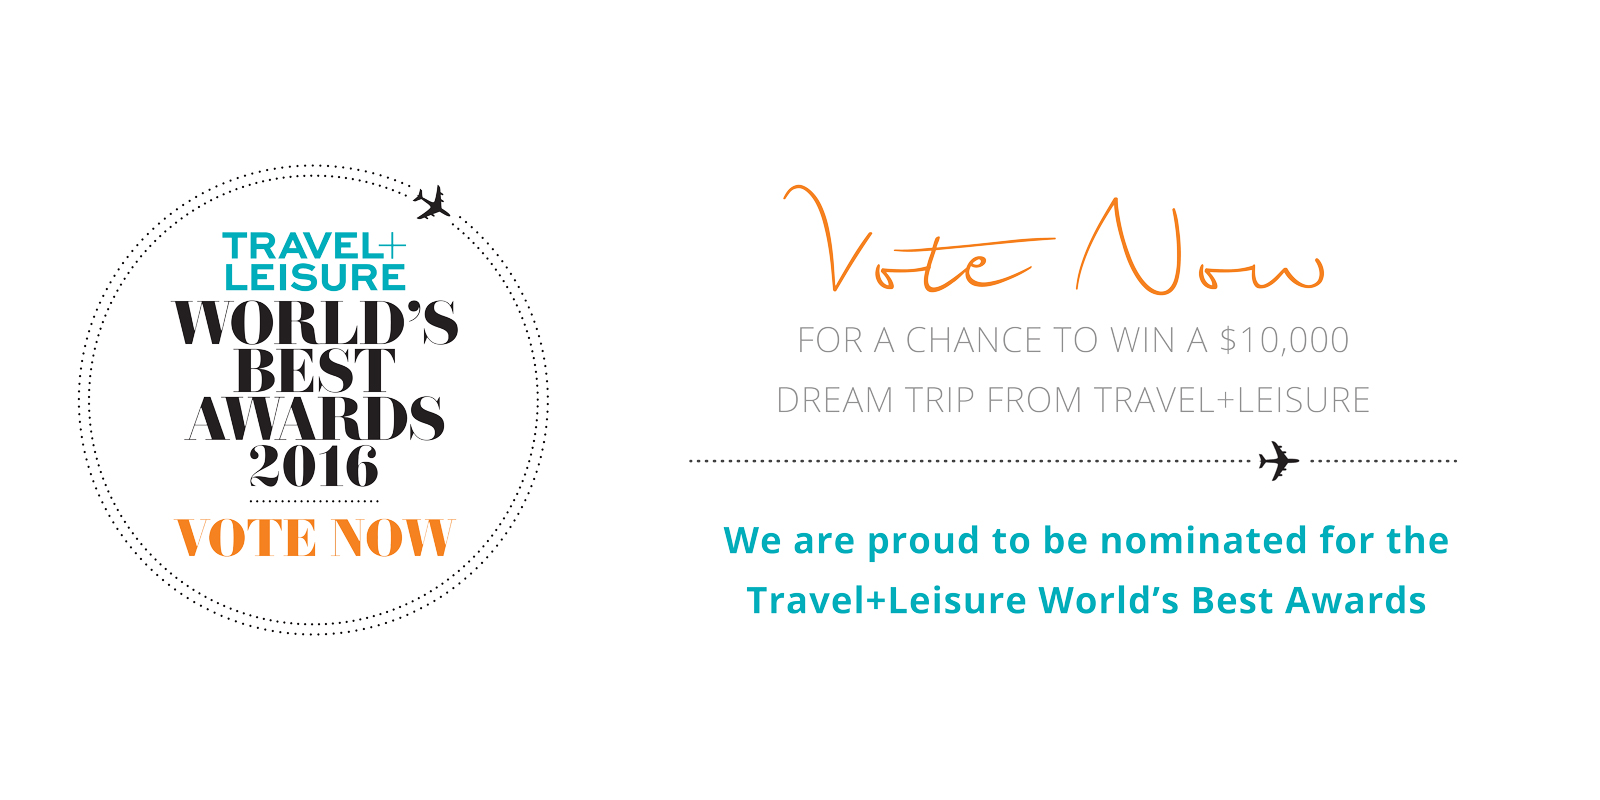 TRAVEL+
LEISURE
WORLD'S
BEST
AWARDS
2016
VOTE NOW
Vote Now
FOR A CHANCE TO WIN A $10,000
DREAM TRIP FROM TRAVEL+LEISURE
We are proud to be nominated for the
Travel+Leisure World’s Best Awards